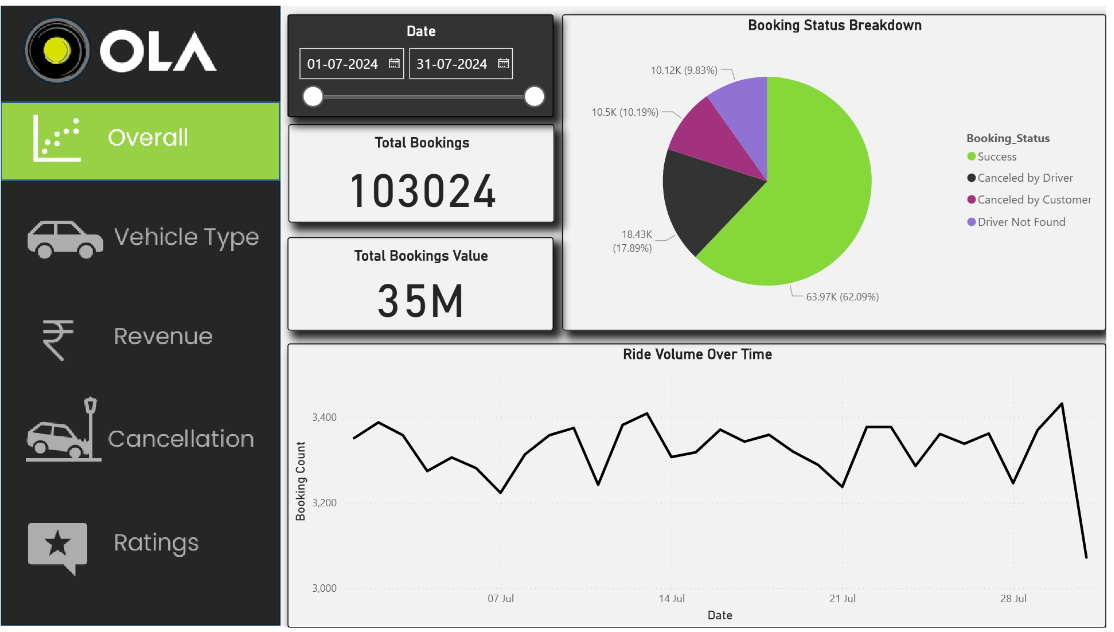 OLA
Overall
Vehicle Type
Revenue
Cancellation
Ratings
Date
01-07-2024
31-07-2024
Total Bookings
103024
Total Bookings Value
35M
Booking Status Breakdown
10.12K (9.83%)
10.5K (10.19%)
18.43K
(17.89%)
63.97K (62.09%)
Booking_Status
Success
Canceled by Driver
Canceled by Customer
Driver Not Found
Ride Volume Over Time
Booking Count
3,400
3,200
3,000
07 Jul
14 Jul
21 Jul
28 Jul
Date